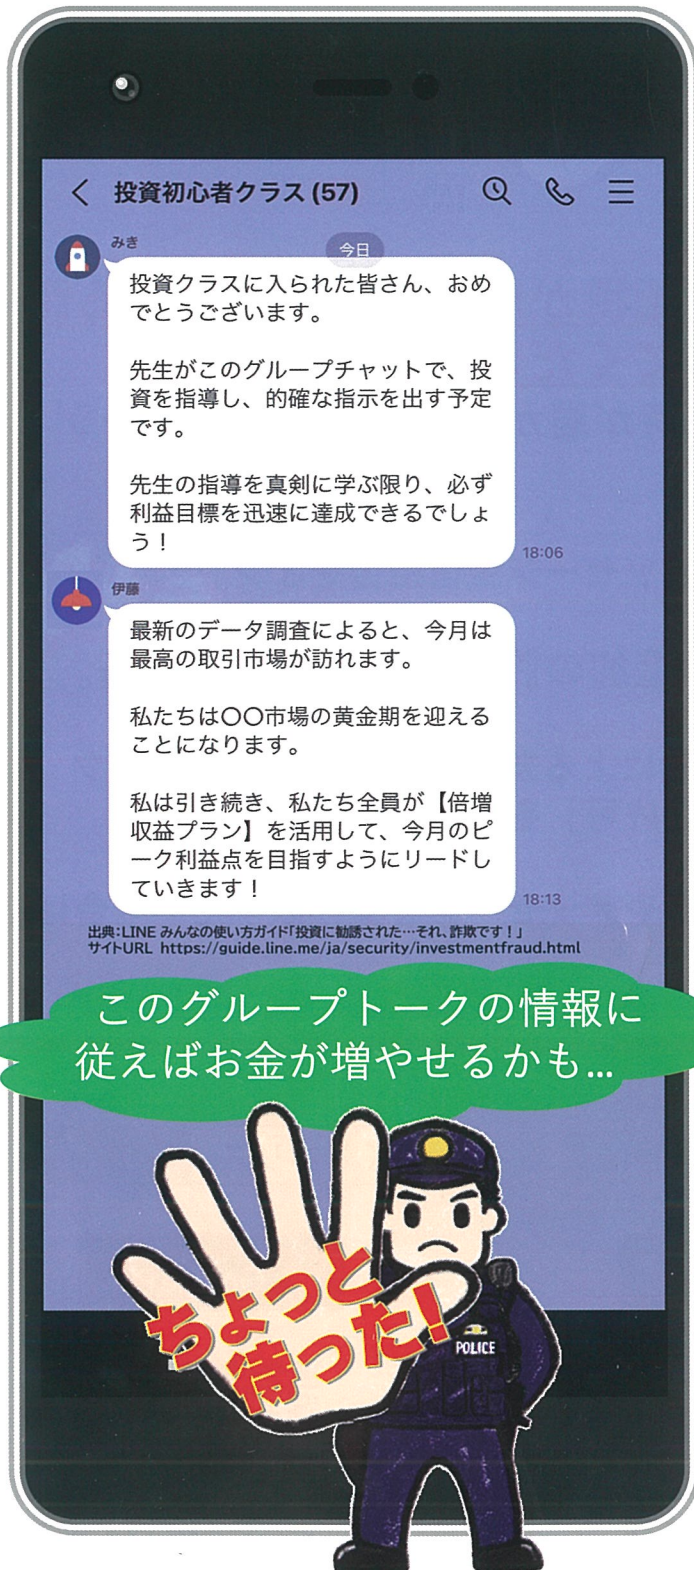 投資初心者クラス (57)
みき
今日
投資クラスに入られた皆さん、おめ
でとうございます。
先生がこのグループチャットで、投
資を指導し、的確な指示を出す予定
です。
先生の指導を真剣に学ぶ限り、必ず
利益目標を迅速に達成できるでしょ
う！
18:06
伊藤
最新のデータ調査によると、今月は
最高の取引市場が訪れます。
私たちは〇〇市場の黄金期を迎える
ことになります。
私は引き続き、私たち全員が【倍増
収益プラン】を活用して、今月のピ
ーク利益点を目指すようにリードし
ていきます！
18:13
出典:LINE みんなの使い方ガイド「投資に勧誘された…それ、詐欺です！」
サイトURL https://guide.line.me/ja/security/investmentfraud.html
このグループトークの情報に
従えばお金が増やせるかも…
ちょっと
待った！
POLICE